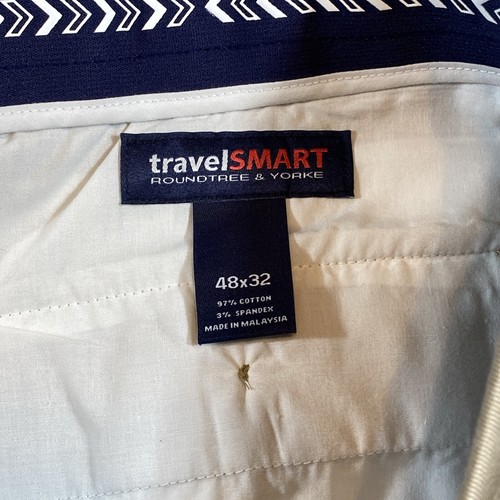 travelSMART
ROUNDTREE & YORKE
48x32
97% COTTON
3% SPANDEX
MADE IN MALAYSIA